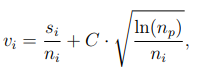 v_i = \frac{s_i}{n_i} + C \cdot \sqrt{\frac{\ln(n_p)}{n_i}},